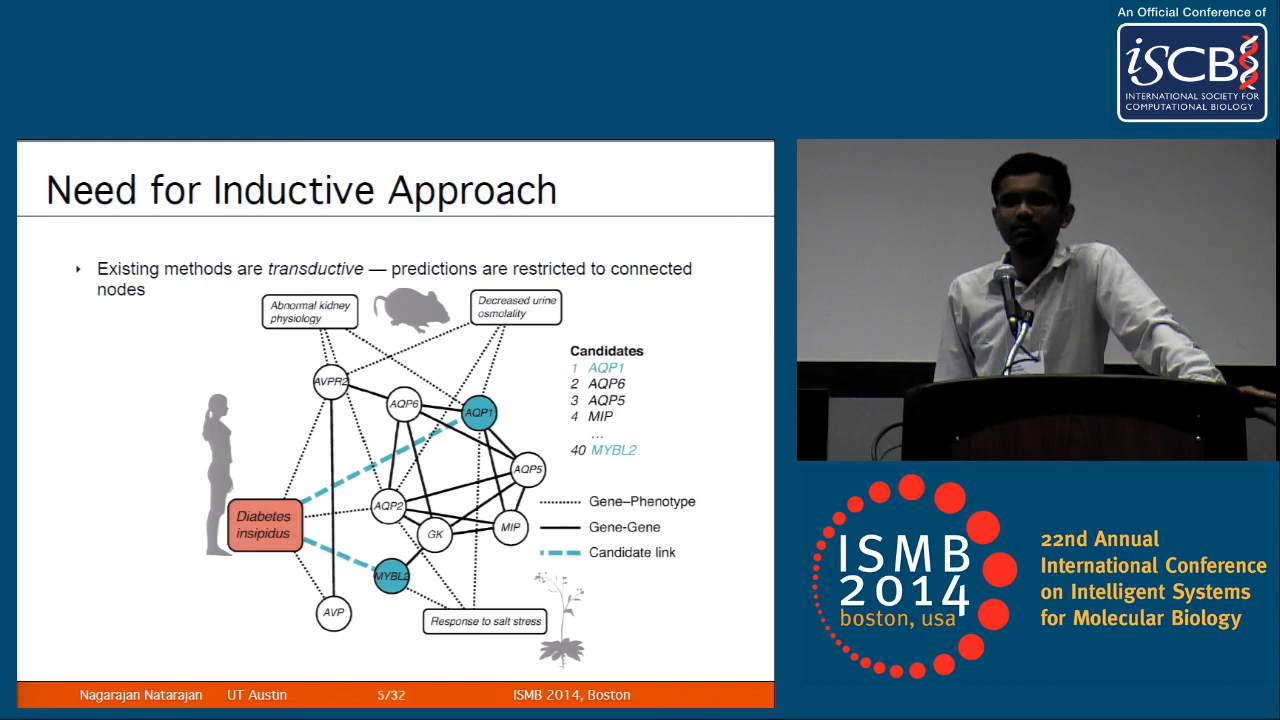 An Official Conference of
iSCB
INTERNATIONAL SOCIETY FOR
COMPUTATIONAL BIOLOGY
Need for Inductive Approach
Existing methods are transductive — predictions are restricted to connected
nodes
Abnormal kidney
physiology
Decreased urine
osmolality
Candidates
1 AQP1
2 AQP6
3 AQP5
4 MIP
...
40 MYBL2
AVPR2
AQP6
AQP1
AQP5
AQP2
MIP
GK
MYBL2
AVP
Diabetes
insipidus
Gene–Phenotype
Gene-Gene
Candidate link
Response to salt stress
Nagarajan Natarajan UT Austin 5/32 ISMB 2014, Boston
ISMB
2014
boston, usa
22nd Annual
International Conference
on Intelligent Systems
for Molecular Biology